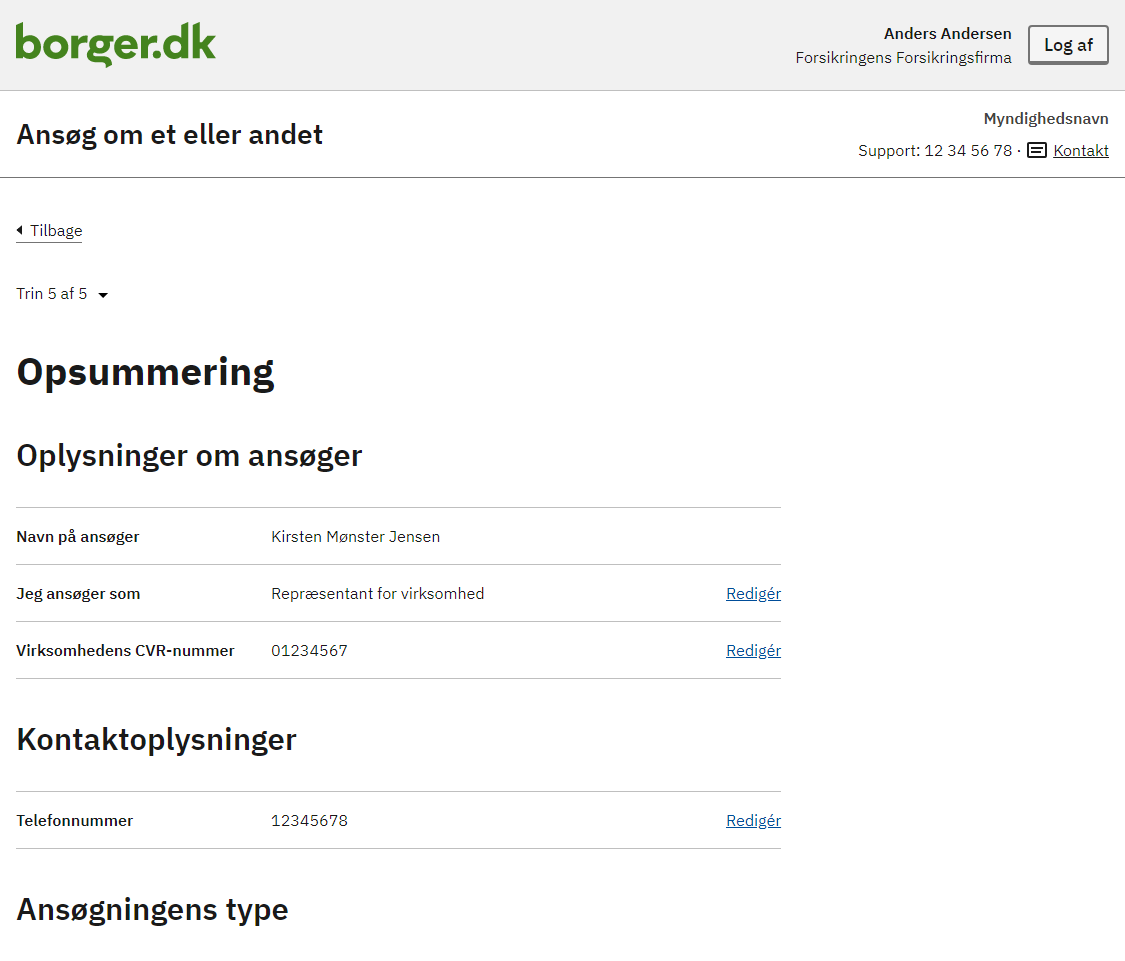 borger.dk
Anders Andersen
Forsikringens Forsikringsfirma
Log af
Ansøg om et eller andet
Myndighedsnavn
Support: 12 34 56 78 · Kontakt
Tilbage
Trin 5 af 5
Opsummering
Oplysninger om ansøger
Navn på ansøger Kirsten Mønster Jensen
Jeg ansøger som Repræsentant for virksomhed Redigér
Virksomhedens CVR-nummer 01234567 Redigér
Kontaktoplysninger
Telefonnummer 12345678 Redigér
Ansøgningens type